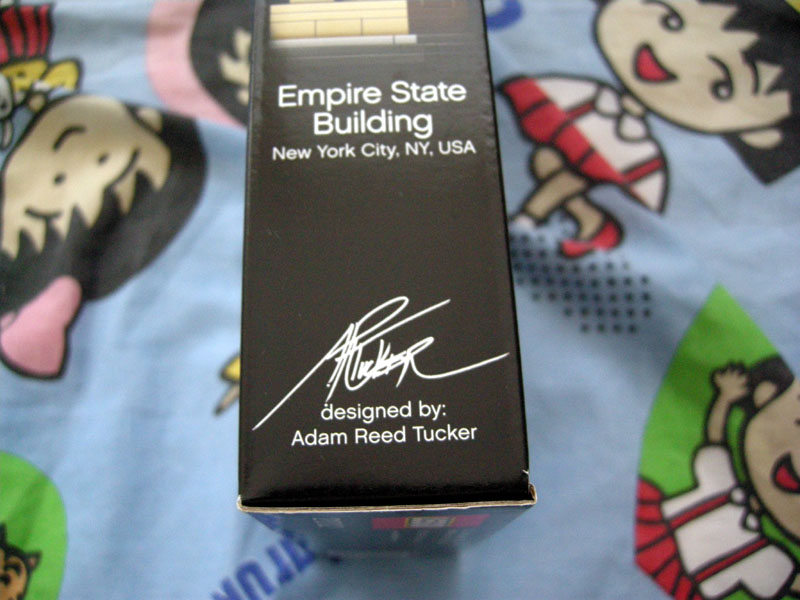 Empire State
Building
New York City, NY, USA
designed by:
Adam Reed Tucker